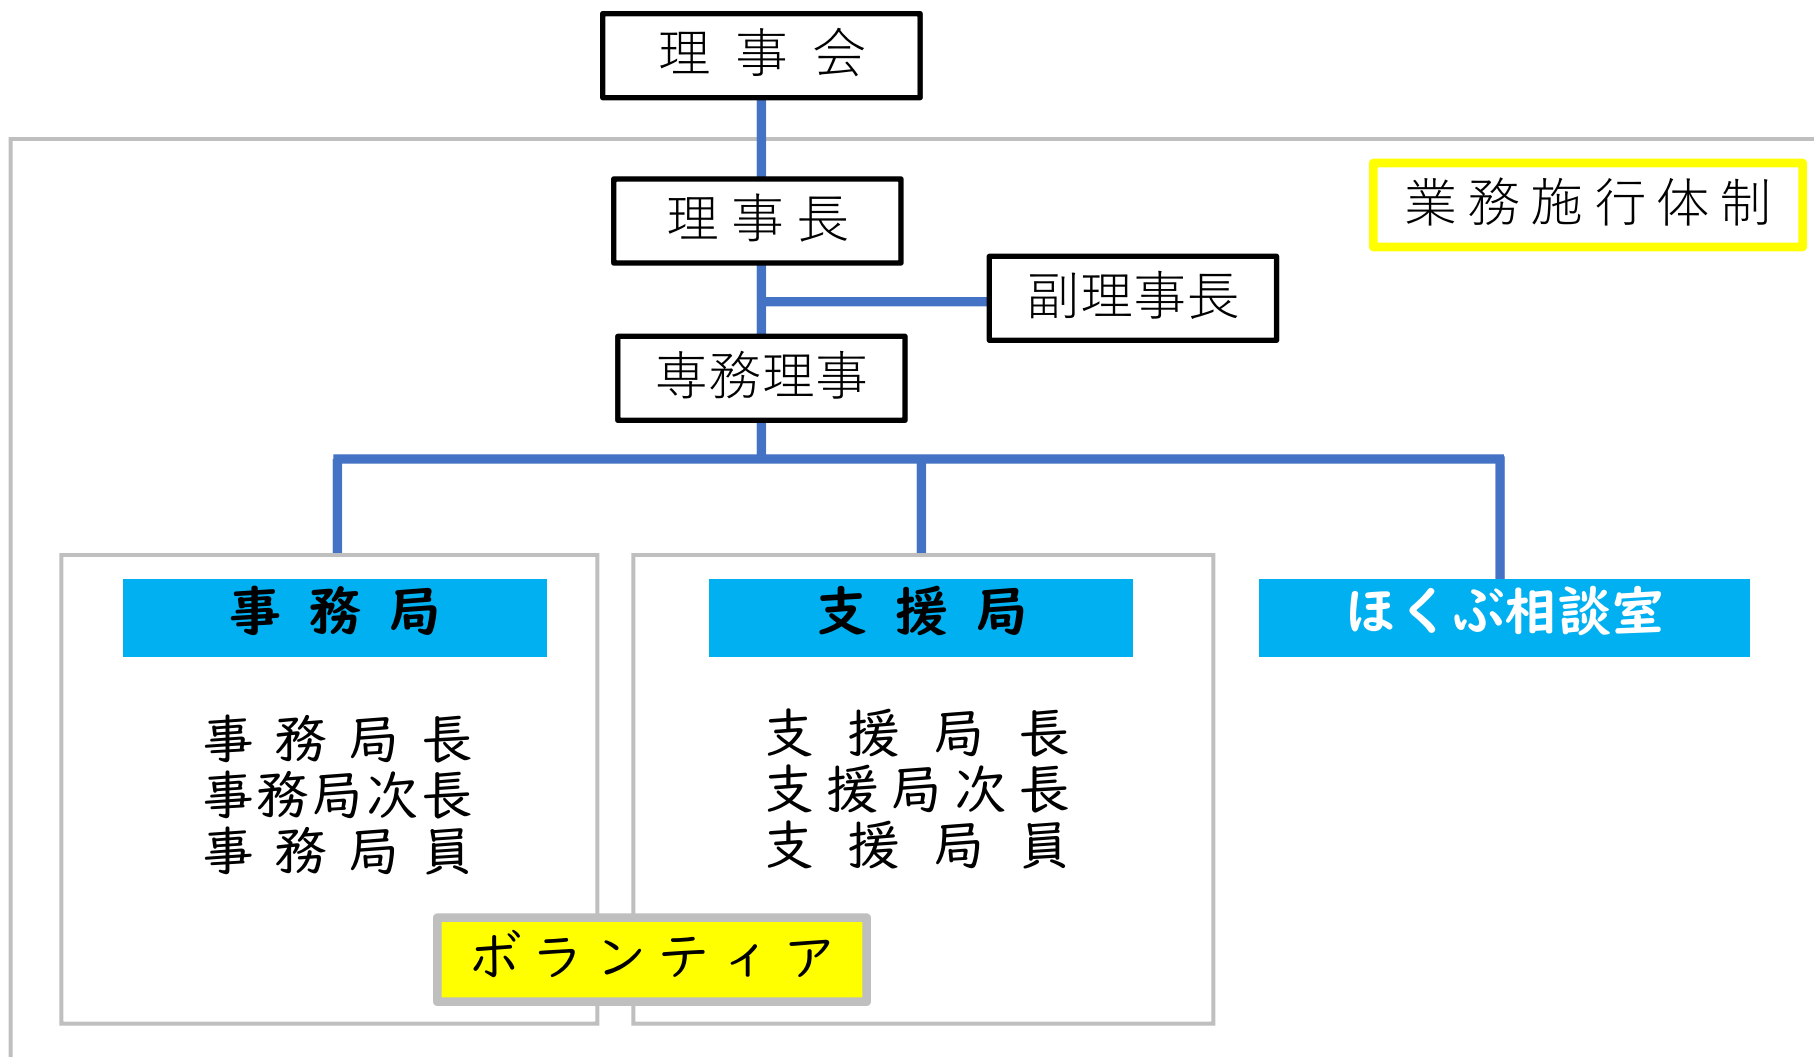 理事会
理事長
業務施行体制
副理事長
専務理事
事務局
事務局長
事務局次長
事務局員
支援局
支援局長
支援局次長
支援局員
ほくぶ相談室
ボランティア